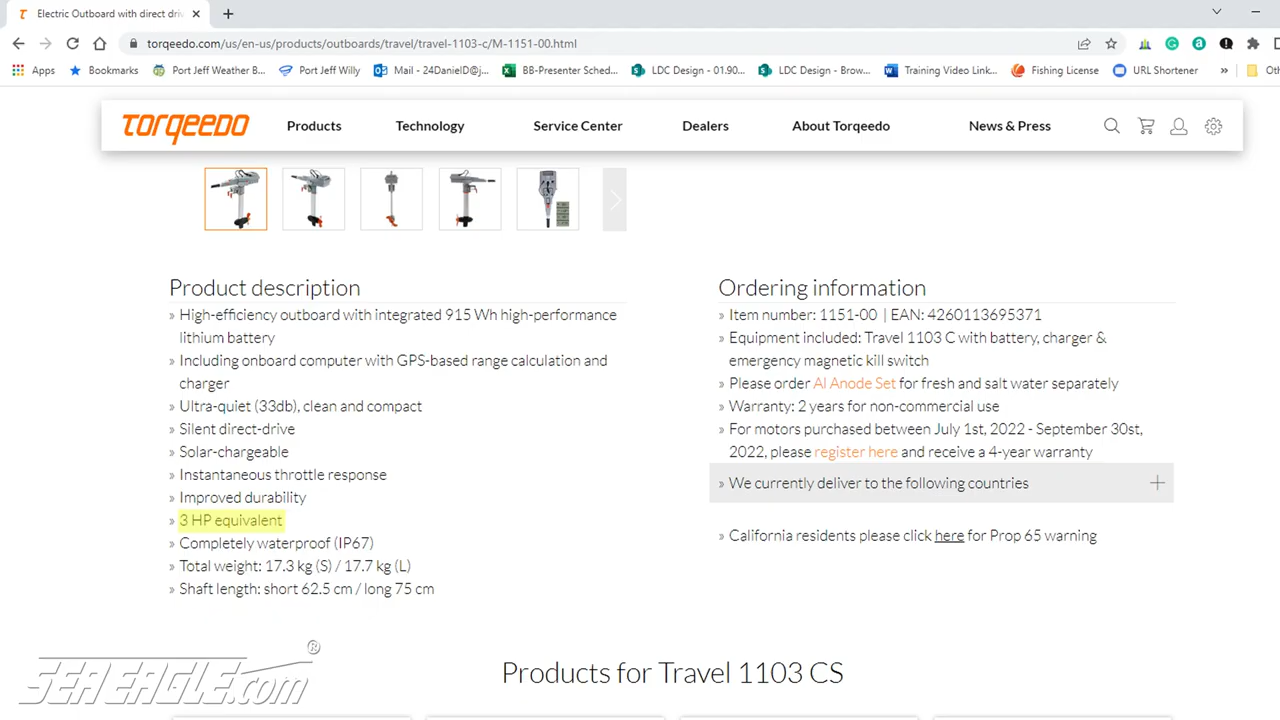 Electric Outboard with direct dri
torqeedo.com/us/en-us/products/outboards/travel/travel-1103-c/M-1151-00.html
Apps
Bookmarks
Port Jeff Weather B...
Port Jeff Willy
Mail - 24DanielD@j...
BB-Presenter Sched...
LDC Design - 01.90...
LDC Design - Brow...
Training Video Link...
Fishing License
URL Shortener
»
Oth
TORQEEDO
Products
Technology
Service Center
Dealers
About Torqeedo
News & Press
Product description
» High-efficiency outboard with integrated 915 Wh high-performance
lithium battery
» Including onboard computer with GPS-based range calculation and
charger
» Ultra-quiet (33db), clean and compact
» Silent direct-drive
» Solar-chargeable
» Instantaneous throttle response
» Improved durability
» 3 HP equivalent
» Completely waterproof (IP67)
» Total weight: 17.3 kg (S) / 17.7 kg (L)
» Shaft length: short 62.5 cm / long 75 cm
Ordering information
» Item number: 1151-00 | EAN: 4260113695371
» Equipment included: Travel 1103 C with battery, charger &
emergency magnetic kill switch
» Please order Al Anode Set for fresh and salt water separately
» Warranty: 2 years for non-commercial use
» For motors purchased between July 1st, 2022 - September 30st,
2022, please register here and receive a 4-year warranty
» We currently deliver to the following countries
» California residents please click here for Prop 65 warning
SEA EAGLE.com®
Products for Travel 1103 CS